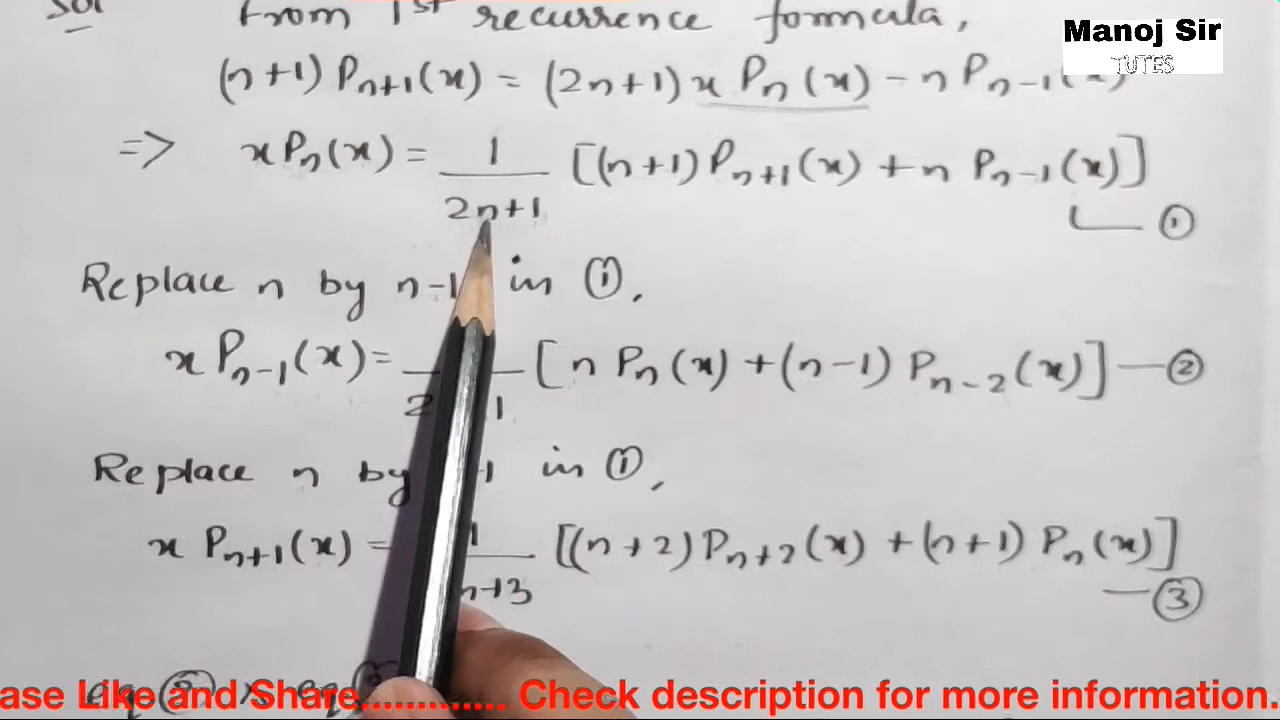 Sol From 1st recurrence formula,
Manoj Sir
TUTES
(n+1) Pn+1(x) = (2n+1) x Pn(x) - n Pn-1(x)
=> x Pn(x) = 1/2n+1 [(n+1) Pn+1(x) + n Pn-1(x)]
①
Replace n by n-1 in ①,
x Pn-1(x) = [n Pn(x) + (n-1) Pn-2(x)] — ②
Replace n by in ①,
x Pn+1(x) = [(n+2) Pn+2(x) + (n+1) Pn(x)]
— ③
ase Like and Share............. Check description for more information.